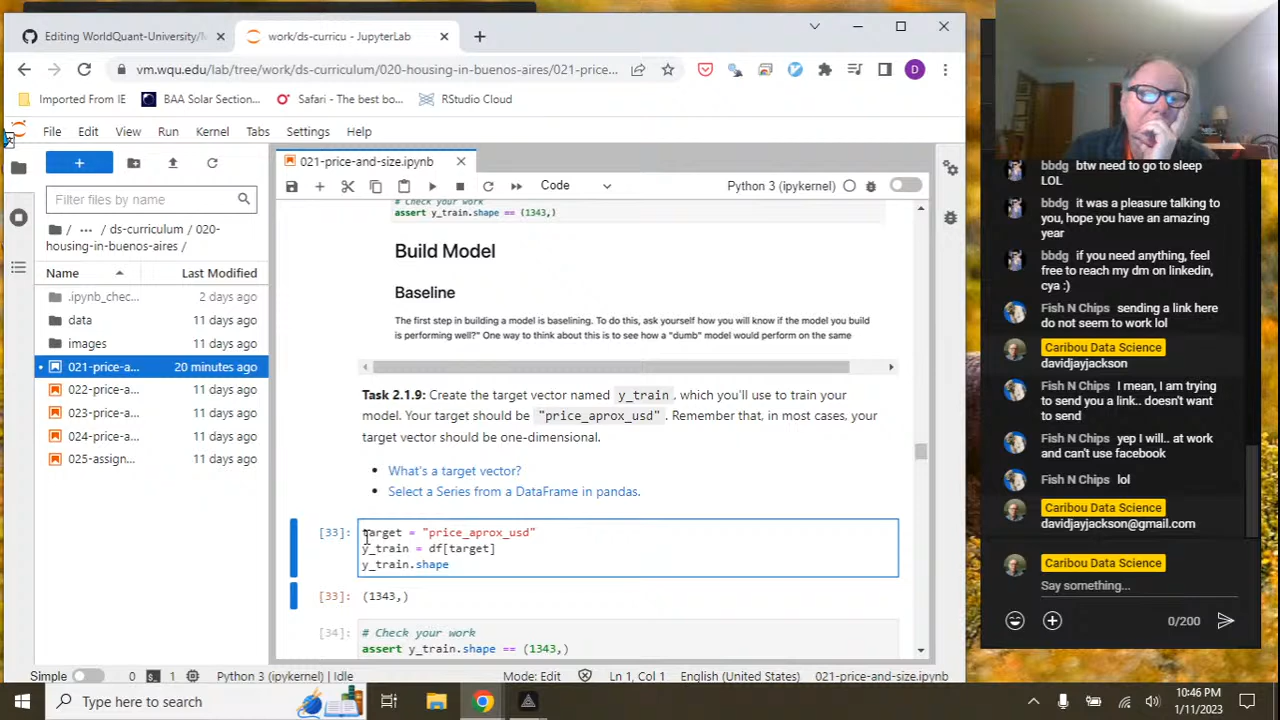 Editing WorldQuant-University/
work/ds-curricu - JupyterLab
vm.wqu.edu/lab/tree/work/ds-curriculum/020-housing-in-buenos-aires/021-price...
D
Imported From IE
BAA Solar Section...
Safari - The best bo...
RStudio Cloud
File Edit View Run Kernel Tabs Settings Help
Filter files by name
/ ... / ds-curriculum / 020-
housing-in-buenos-aires /
Name Last Modified
.ipynb_chec... 2 days ago
data 11 days ago
images 11 days ago
021-price-a... 20 minutes ago
022-price-a... 11 days ago
023-price-a... 11 days ago
024-price-a... 11 days ago
025-assign... 11 days ago
021-price-and-size.ipynb
Code
Python 3 (ipykernel)
# Check your work
assert y_train.shape == (1343,)
Build Model
Baseline
The first step in building a model is baselining. To do this, ask yourself how you will know if the model you build
is performing well?" One way to think about this is to see how a "dumb" model would perform on the same
Task 2.1.9: Create the target vector named y_train, which you'll use to train your
model. Your target should be "price_aprox_usd". Remember that, in most cases, your
target vector should be one-dimensional.
• What's a target vector?
• Select a Series from a DataFrame in pandas.
[33]: target = "price_aprox_usd"
y_train = df[target]
y_train.shape
[33]: (1343,)
[34]: # Check your work
assert y_train.shape == (1343,)
Simple 0 1 Python 3 (ipykernel) | Idle
Mode: Edit Ln 1, Col 1 English (United States) 021-price-and-size.ipynb
bbdg btw need to go to sleep
LOL
bbdg it was a pleasure talking to
you, hope you have an amazing
year
bbdg if you need anything, feel
free to reach my dm on linkedin,
cya :)
Fish N Chips sending a link here
do not seem to work lol
Caribou Data Science
davidjayjackson
Fish N Chips I mean, I am trying
to send you a link.. doesn't want
to send
Fish N Chips yep I will.. at work
and can't use facebook
Fish N Chips lol
Caribou Data Science
davidjayjackson@gmail.com
Caribou Data Science
Say something...
0/200
Type here to search
10:46 PM
1/11/2023